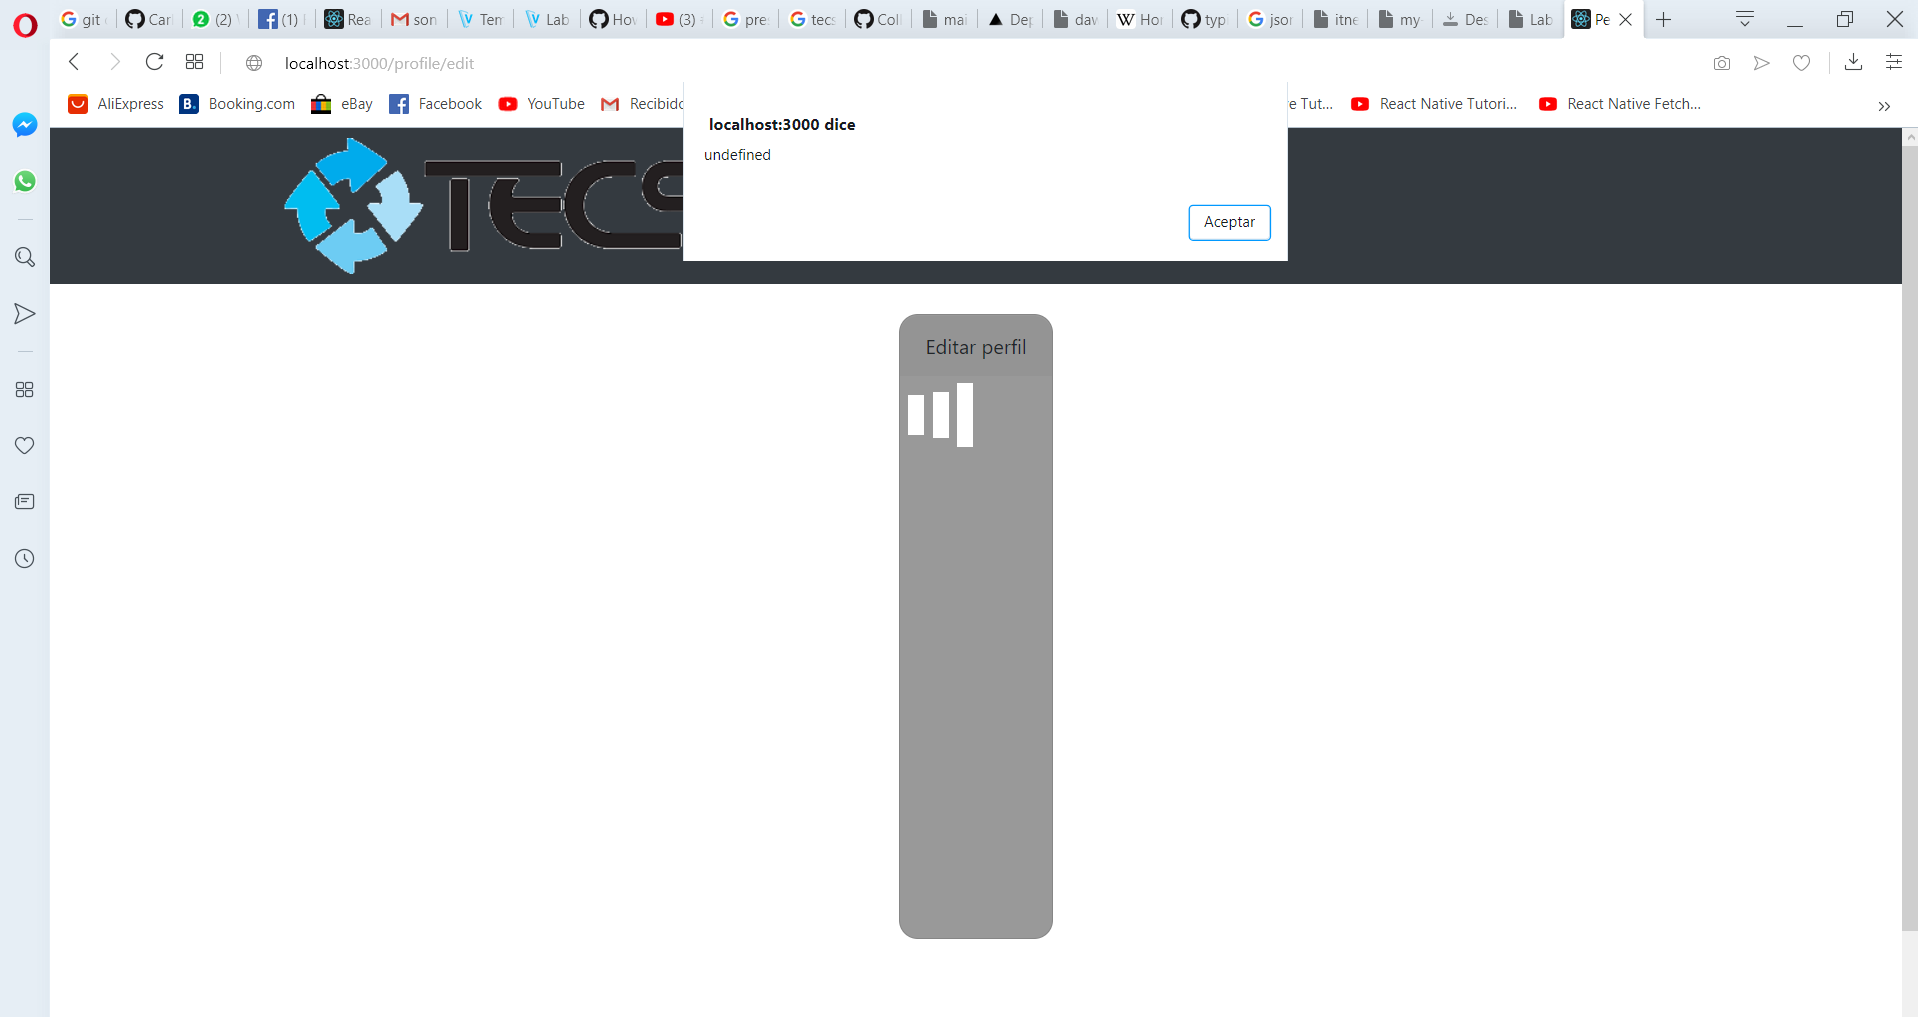 git
Car
(2)
(1)
Rea
son
Tem
Lab
Hov
(3)
pre
tecs
Coll
mai
Dep
dav
W Hor
typ
jsor
itne
my
Des
Lab
Pe
localhost:3000/profile/edit
AliExpress
B. Booking.com
eBay
Facebook
YouTube
Recibido
e Tut...
React Native Tutori...
React Native Fetch...
localhost:3000 dice
undefined
Aceptar
TECS
Editar perfil